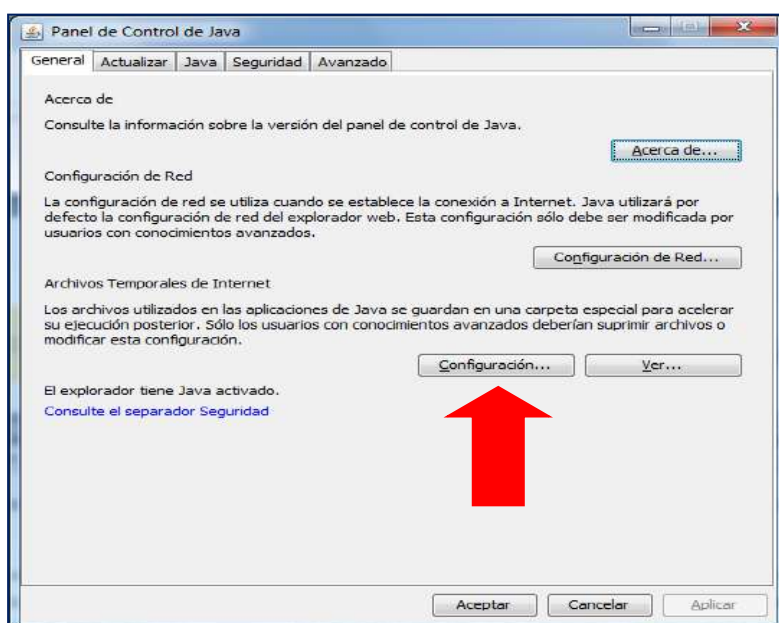 Panel de Control de Java
General Actualizar Java Seguridad Avanzado
Acerca de
Consulte la información sobre la versión del panel de control de Java.
Acerca de...
Configuración de Red
La configuración de red se utiliza cuando se establece la conexión a Internet. Java utilizará por
defecto la configuración de red del explorador web. Esta configuración sólo debe ser modificada por
usuarios con conocimientos avanzados.
Configuración de Red...
Archivos Temporales de Internet
Los archivos utilizados en las aplicaciones de Java se guardan en una carpeta especial para acelerar
su ejecución posterior. Sólo los usuarios con conocimientos avanzados deberían suprimir archivos o
modificar esta configuración.
Configuración... Ver...
El explorador tiene Java activado.
Consulte el separador Seguridad
Aceptar Cancelar Aplicar